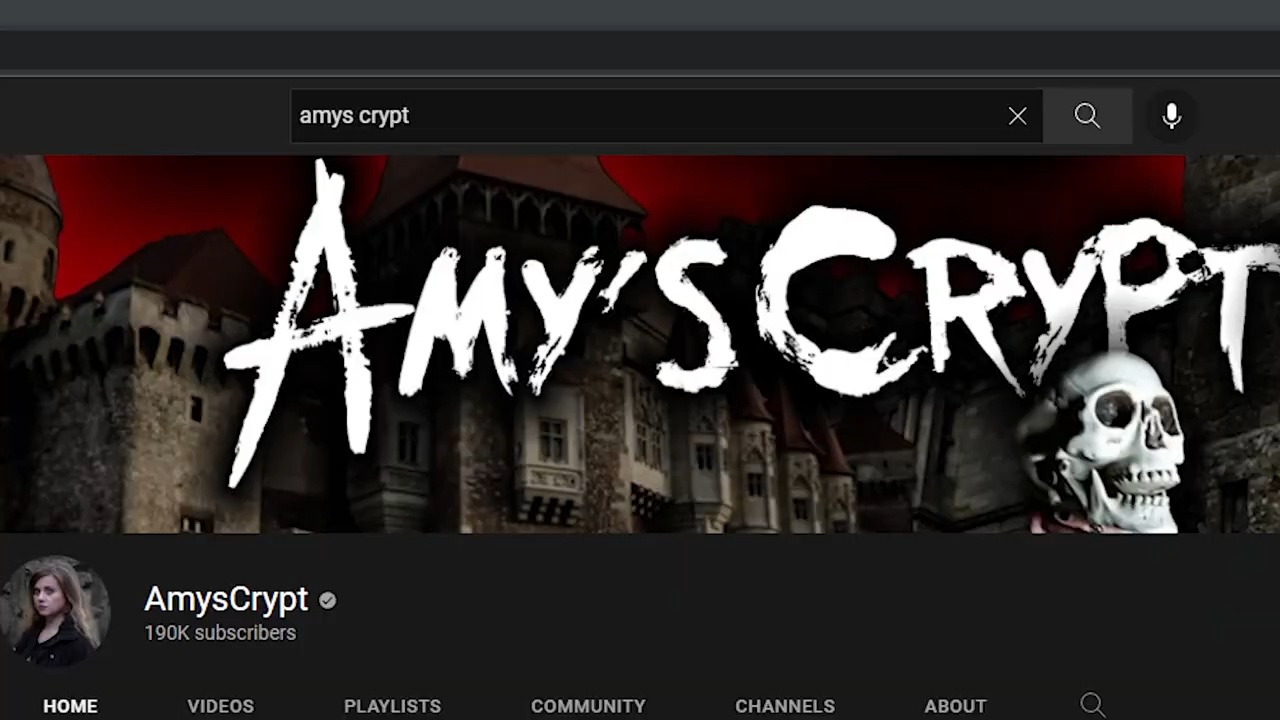 amys crypt
AMY'S CRYPT
AmysCrypt
190K subscribers
HOME VIDEOS PLAYLISTS COMMUNITY CHANNELS ABOUT